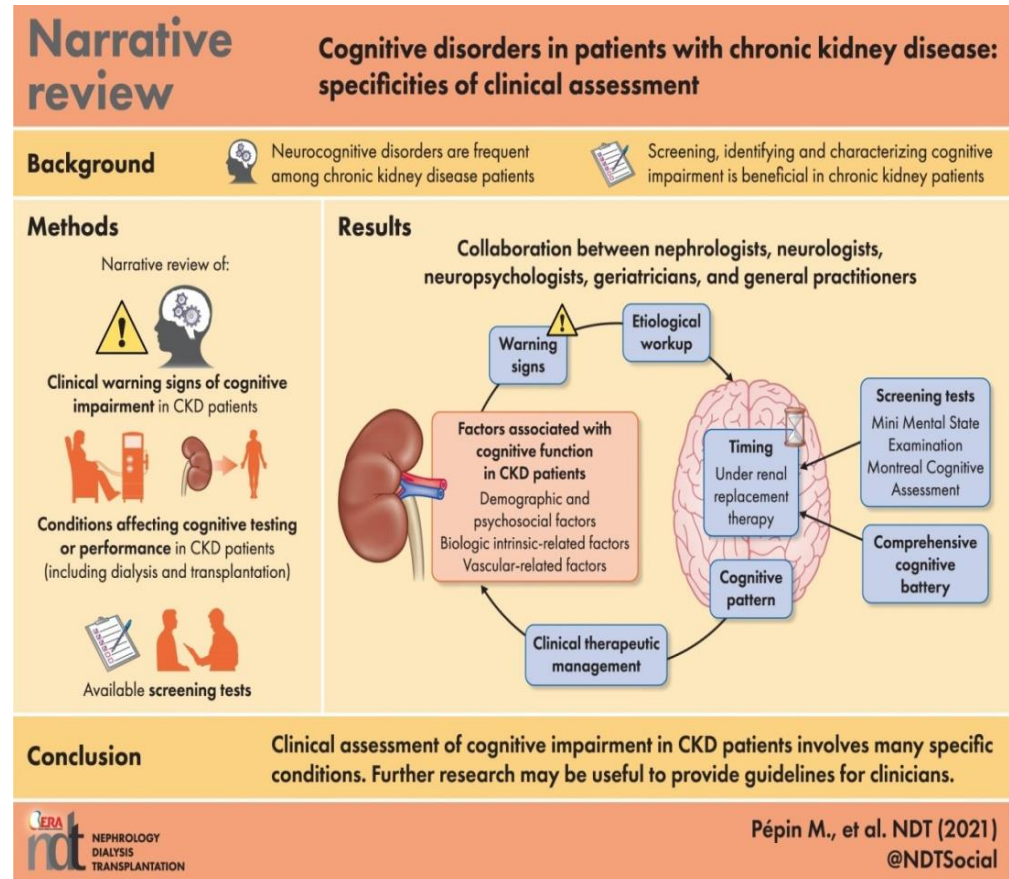 Narrative
review
Cognitive disorders in patients with chronic kidney disease:
specificities of clinical assessment
Background
Neurocognitive disorders are frequent
among chronic kidney disease patients
Screening, identifying and characterizing cognitive
impairment is beneficial in chronic kidney patients
Methods
Narrative review of:
Clinical warning signs of cognitive
impairment in CKD patients
Conditions affecting cognitive testing
or performance in CKD patients
(including dialysis and transplantation)
Available screening tests
Results
Collaboration between nephrologists, neurologists,
neuropsychologists, geriatricians, and general practitioners
Warning
signs
Etiological
workup
Factors associated with
cognitive function
in CKD patients
Demographic and
psychosocial factors
Biologic intrinsic-related factors
Vascular-related factors
Timing
Under renal
replacement
therapy
Screening tests
Mini Mental State
Examination
Montreal Cognitive
Assessment
Comprehensive
cognitive
battery
Cognitive
pattern
Clinical therapeutic
management
Conclusion
Clinical assessment of cognitive impairment in CKD patients involves many specific
conditions. Further research may be useful to provide guidelines for clinicians.
ERA
ndt
NEPHROLOGY
DIALYSIS
TRANSPLANTATION
Pépin M., et al. NDT (2021)
@NDTSocial